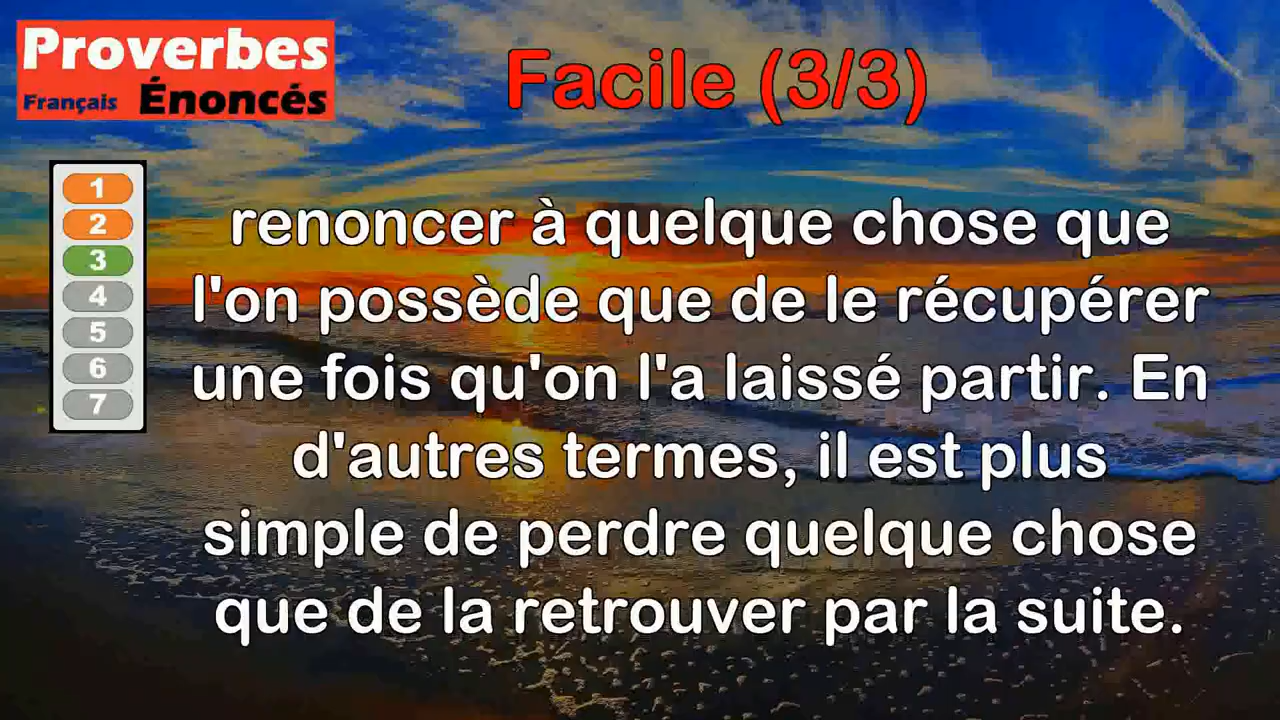 Proverbes
Français Énoncés
Facile (3/3)
1
2
3
4
5
6
7
renoncer à quelque chose que
l'on possède que de le récupérer
une fois qu'on l'a laissé partir. En
d'autres termes, il est plus
simple de perdre quelque chose
que de la retrouver par la suite.